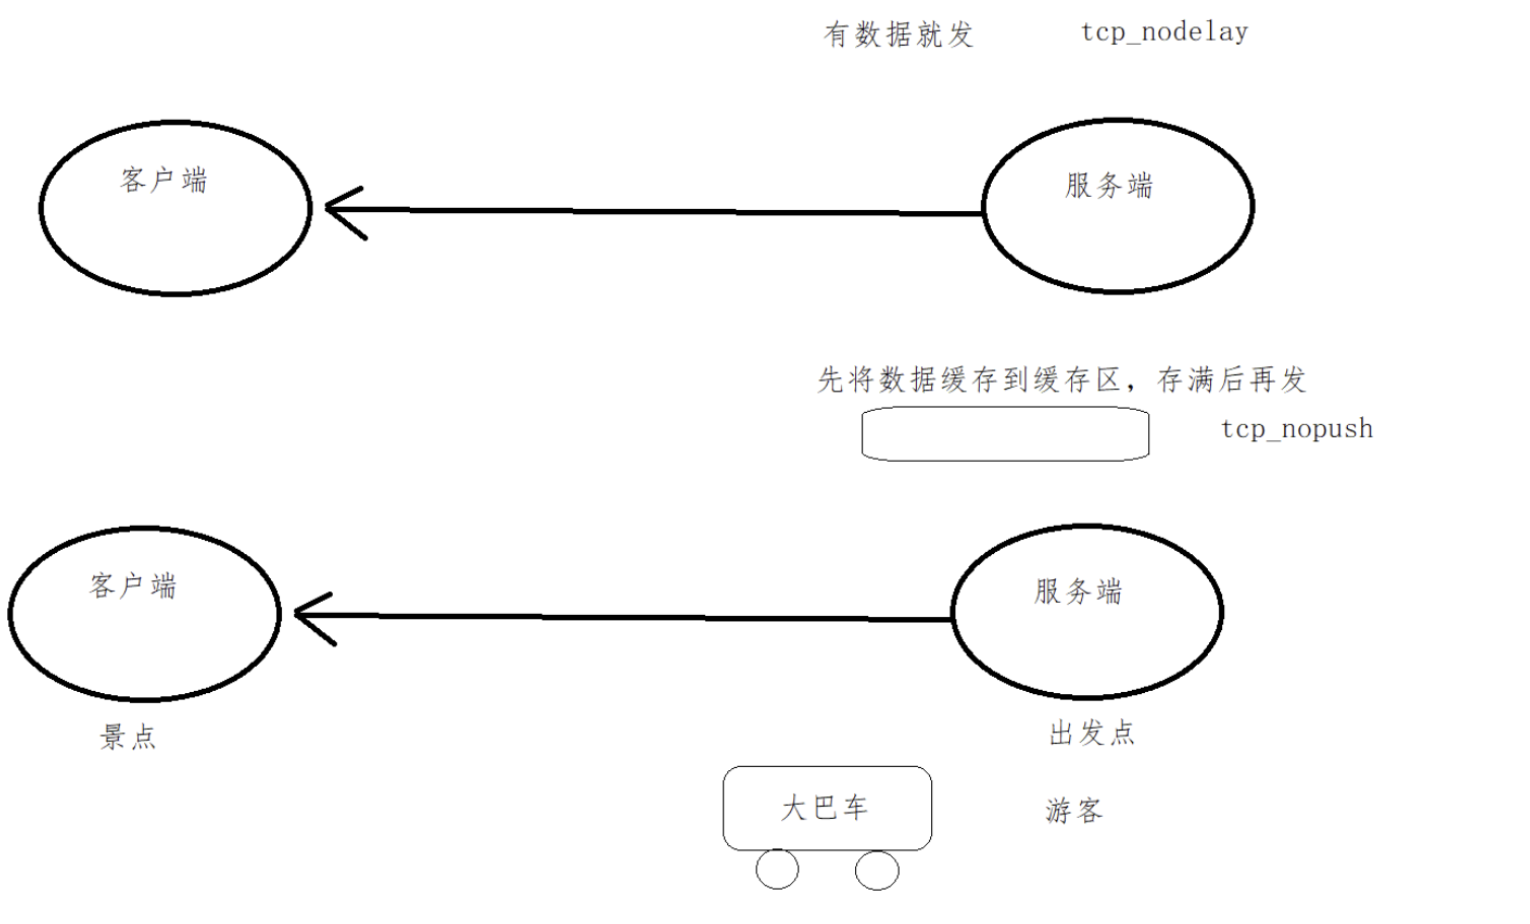 有数据就发 tcp_nodelay
客户端 服务端
先将数据缓存到缓存区，存满后再发
tcp_nopush
客户端 服务端
景点 出发点
大巴车 游客